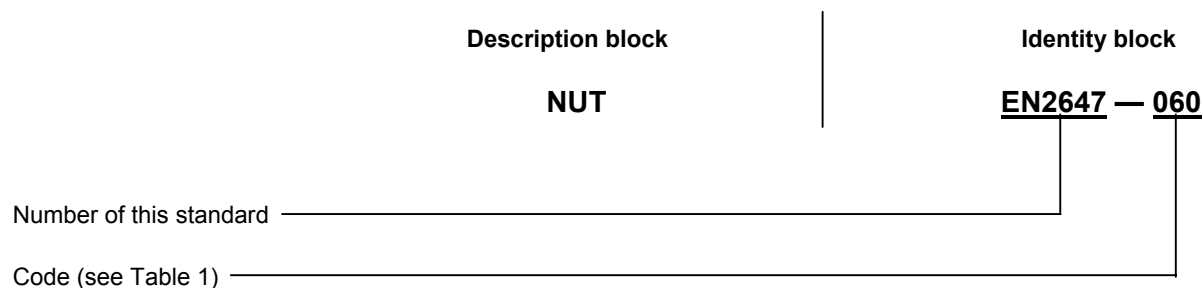 Description block
Identity block
NUT
EN2647 — 060
Number of this standard
Code (see Table 1)